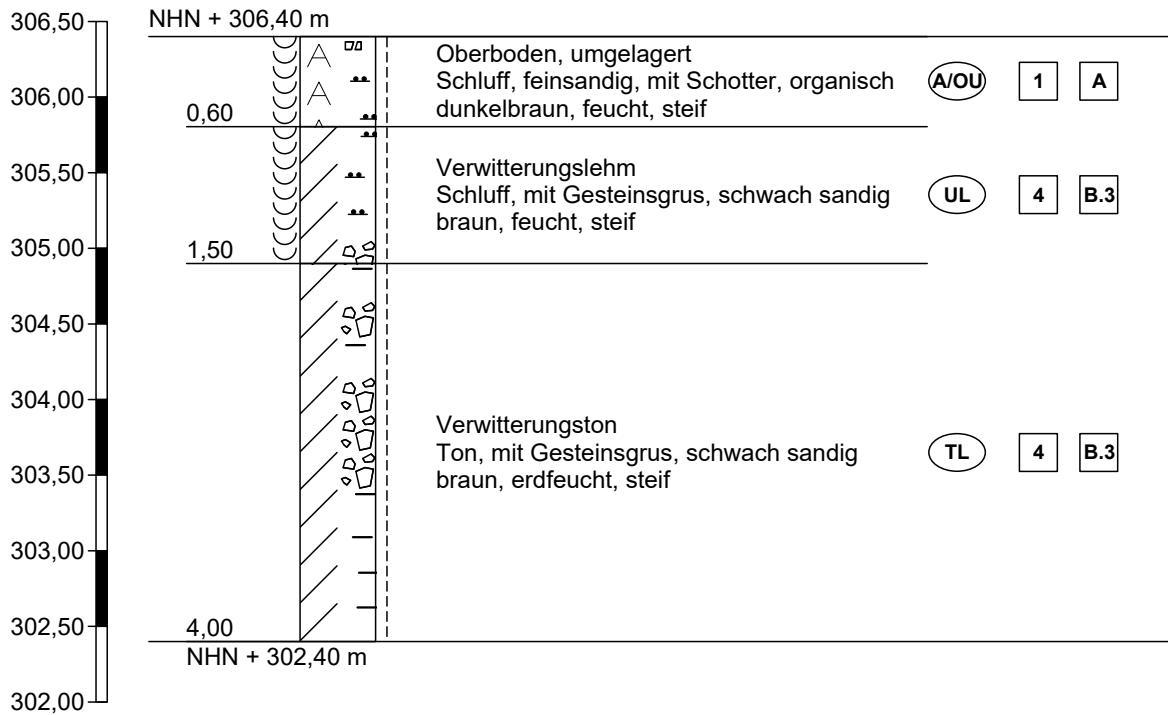 306,50
306,00
305,50
305,00
304,50
304,00
303,50
303,00
302,50
302,00
NHN + 306,40 m
0,60
Oberboden, umgelagert
Schluff, feinsandig, mit Schotter, organisch
dunkelbraun, feucht, steif
A/OU 1 A
1,50
Verwitterungslehm
Schluff, mit Gesteinsgrus, schwach sandig
braun, feucht, steif
UL 4 B.3
4,00
Verwitterungston
Ton, mit Gesteinsgrus, schwach sandig
braun, erdfeucht, steif
TL 4 B.3
NHN + 302,40 m